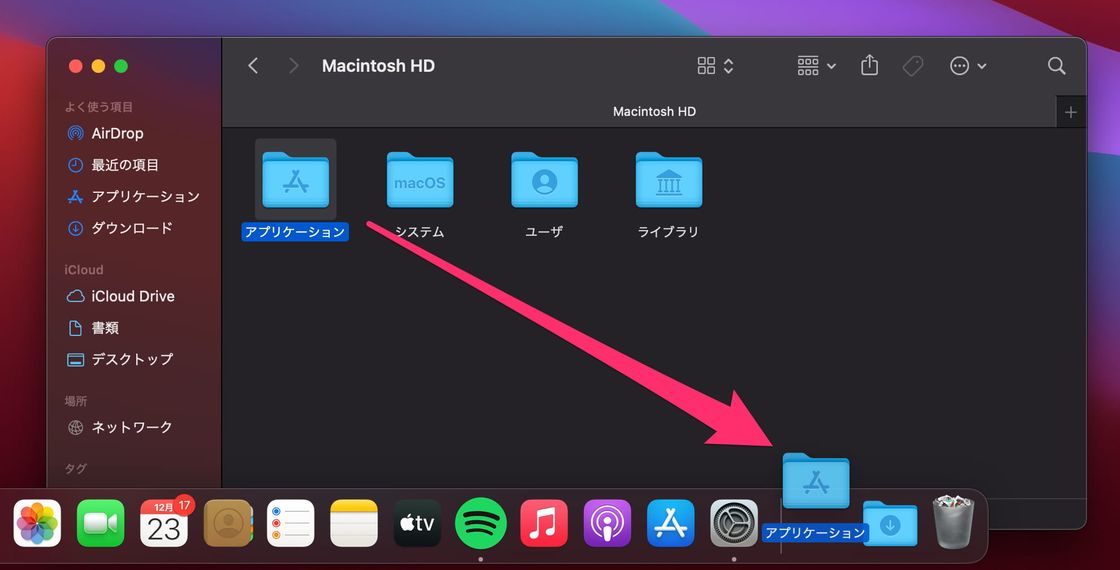 Macintosh HD
Macintosh HD
よく使う項目
AirDrop
最近の項目
アプリケーション
ダウンロード
iCloud
iCloud Drive
書類
デスクトップ
場所
ネットワーク
タグ
macOS
アプリケーション
システム
ユーザ
ライブラリ
12月
17
23
tv
アプリケーション